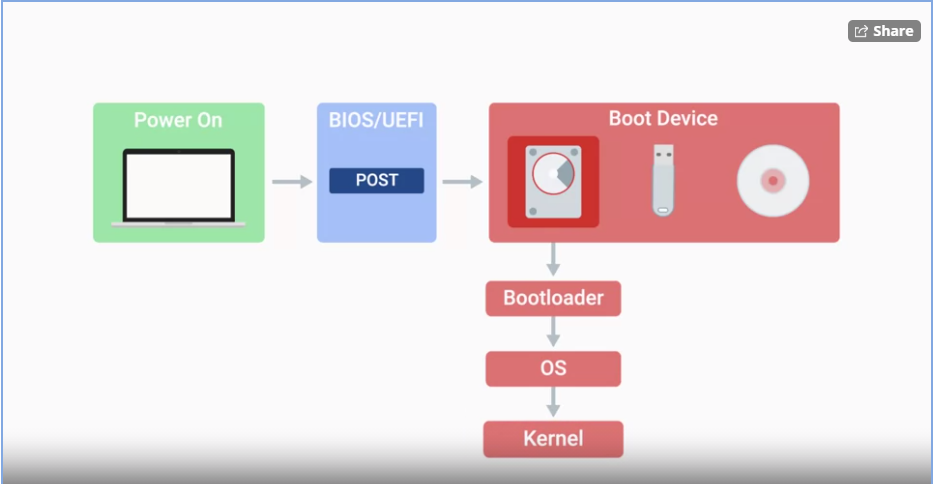 Share
Power On
BIOS/UEFI
Boot Device
POST
Bootloader
OS
Kernel